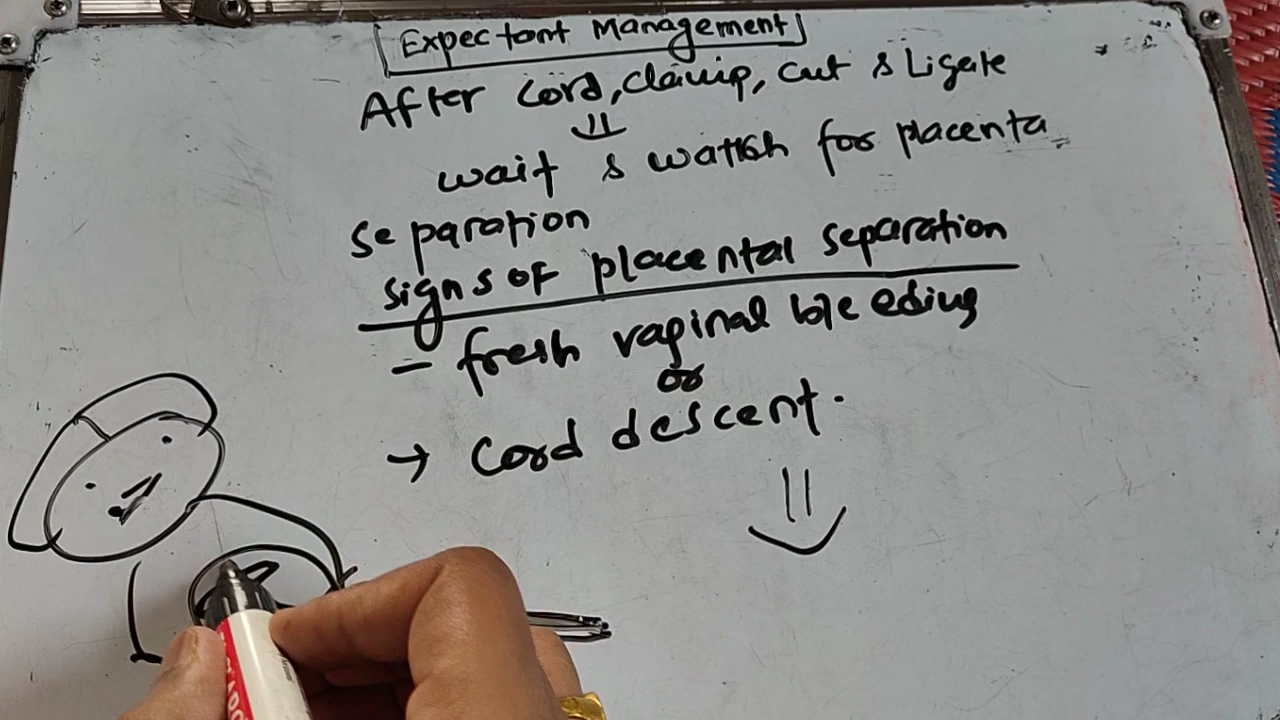 Expectant Management
After Cord, clamp, cut & Ligate
wait & watch for placenta
separation
signs of placental separation
- fresh vaginal bleeding
or
→ Cord descent.